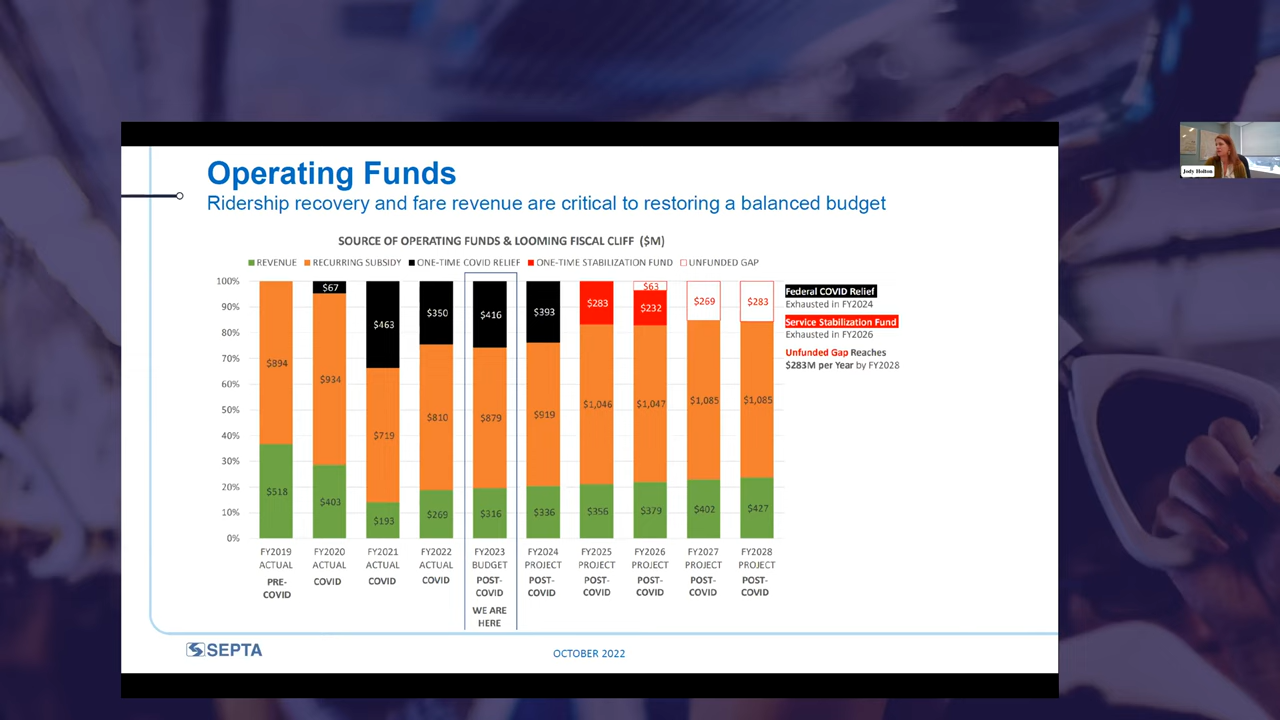 Operating Funds
Ridership recovery and fare revenue are critical to restoring a balanced budget
SOURCE OF OPERATING FUNDS & LOOMING FISCAL CLIFF ($M)
REVENUE RECURRING SUBSIDY ONE-TIME COVID RELIEF ONE-TIME STABILIZATION FUND UNFUNDED GAP
100%
90%
80%
70%
60%
50%
40%
30%
20%
10%
0%
$67 $463 $350 $416 $393 $283 $63 $232 $269 $283
$894 $934 $719 $810 $879 $919 $1,046 $1,047 $1,085 $1,085
$518 $403 $193 $269 $316 $336 $356 $379 $402 $427
FY2019 FY2020 FY2021 FY2022 FY2023 FY2024 FY2025 FY2026 FY2027 FY2028
ACTUAL ACTUAL ACTUAL ACTUAL BUDGET PROJECT PROJECT PROJECT PROJECT PROJECT
PRE- COVID COVID COVID POST- POST- POST- POST- POST- POST-
COVID COVID COVID COVID COVID COVID COVID
WE ARE
HERE
Federal COVID Relief
Exhausted in FY2024
Service Stabilization Fund
Exhausted in FY2026
Unfunded Gap Reaches
$283M per Year by FY2028
SEPTA
OCTOBER 2022
Jody Holton